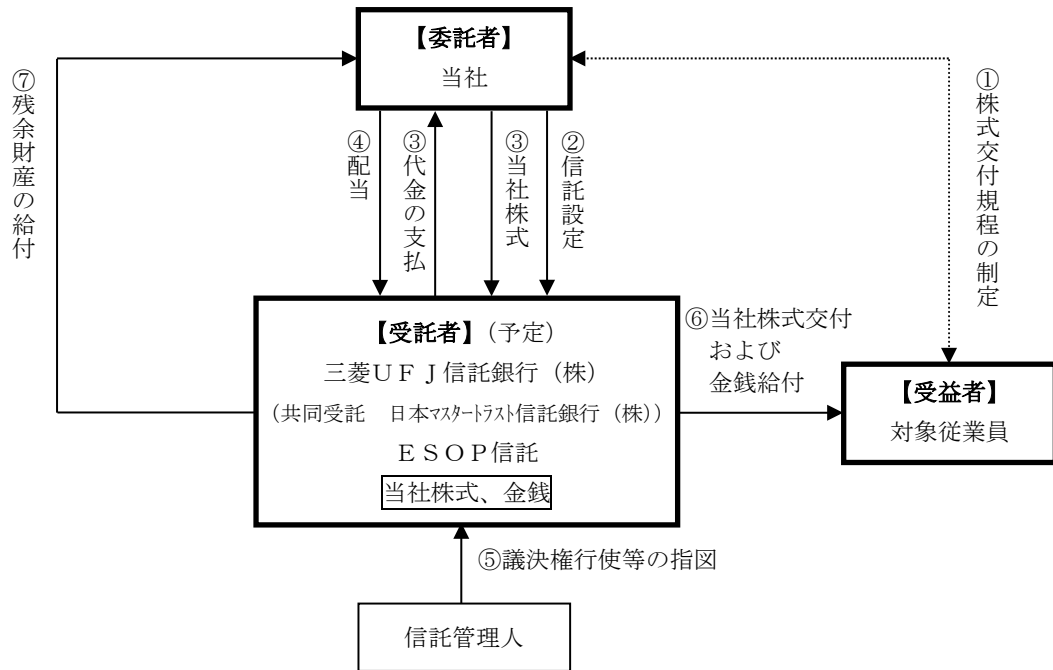 【委託者】
当社
⑦残余財産の給付
④配当
③代金の支払
③当社株式
②信託設定
①株式交付規程の制定
【受託者】（予定）
三菱ＵＦＪ信託銀行（株）
（共同受託　日本ﾏｽﾀｰﾄﾗｽﾄ信託銀行（株））
ＥＳＯＰ信託
当社株式、金銭
⑥当社株式交付
および
金銭給付
【受益者】
対象従業員
⑤議決権行使等の指図
信託管理人